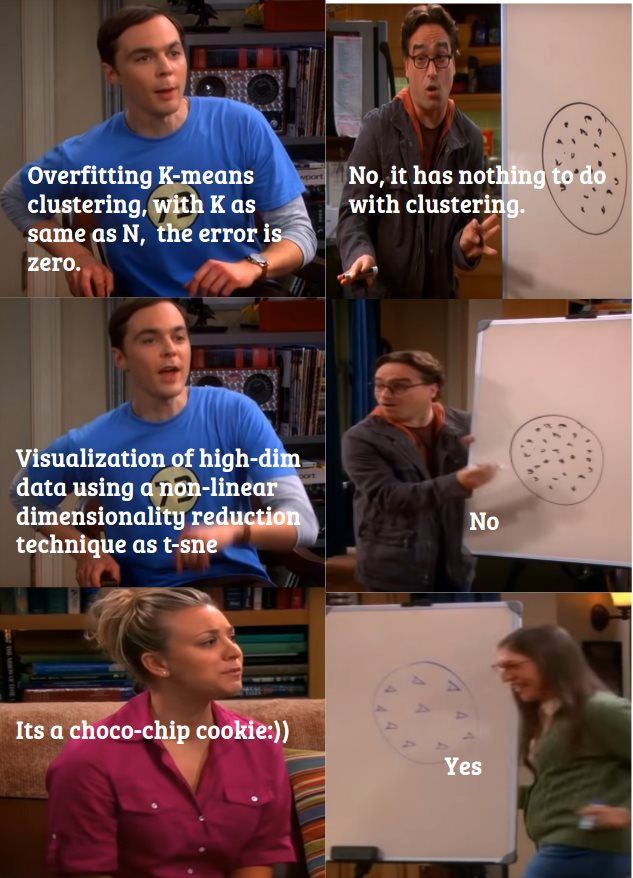 Overfitting K-means
clustering, with K as
same as N, the error is
zero.
No, it has nothing to do
with clustering.
Visualization of high-dim
data using a non-linear
dimensionality reduction
technique as t-sne
No
Its a choco-chip cookie:))
Yes